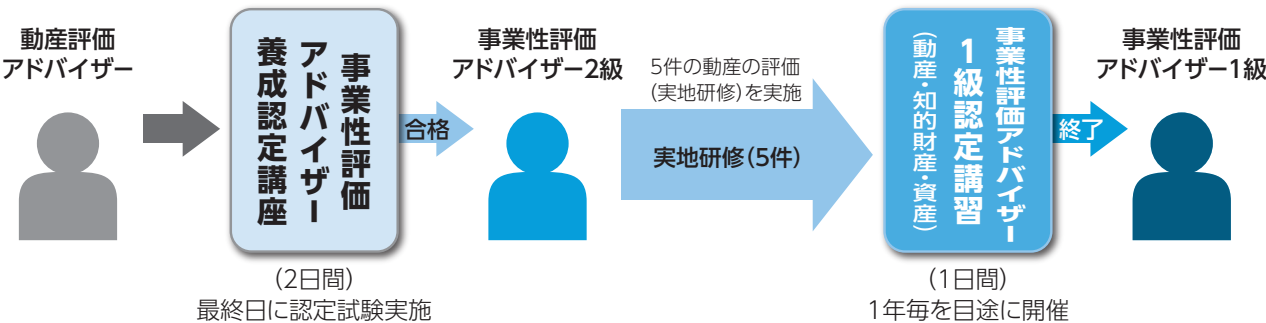 動産評価
アドバイザー
事業性評価
アドバイザー
養成認定講座
(2日間)
最終日に認定試験実施
合格
事業性評価
アドバイザー2級
5件の動産の評価
(実地研修)を実施
実地研修(5件)
事業性評価アドバイザー
1級認定講習
(動産・知的財産・資産)
(1日間)
1年毎を目途に開催
終了
事業性評価
アドバイザー1級